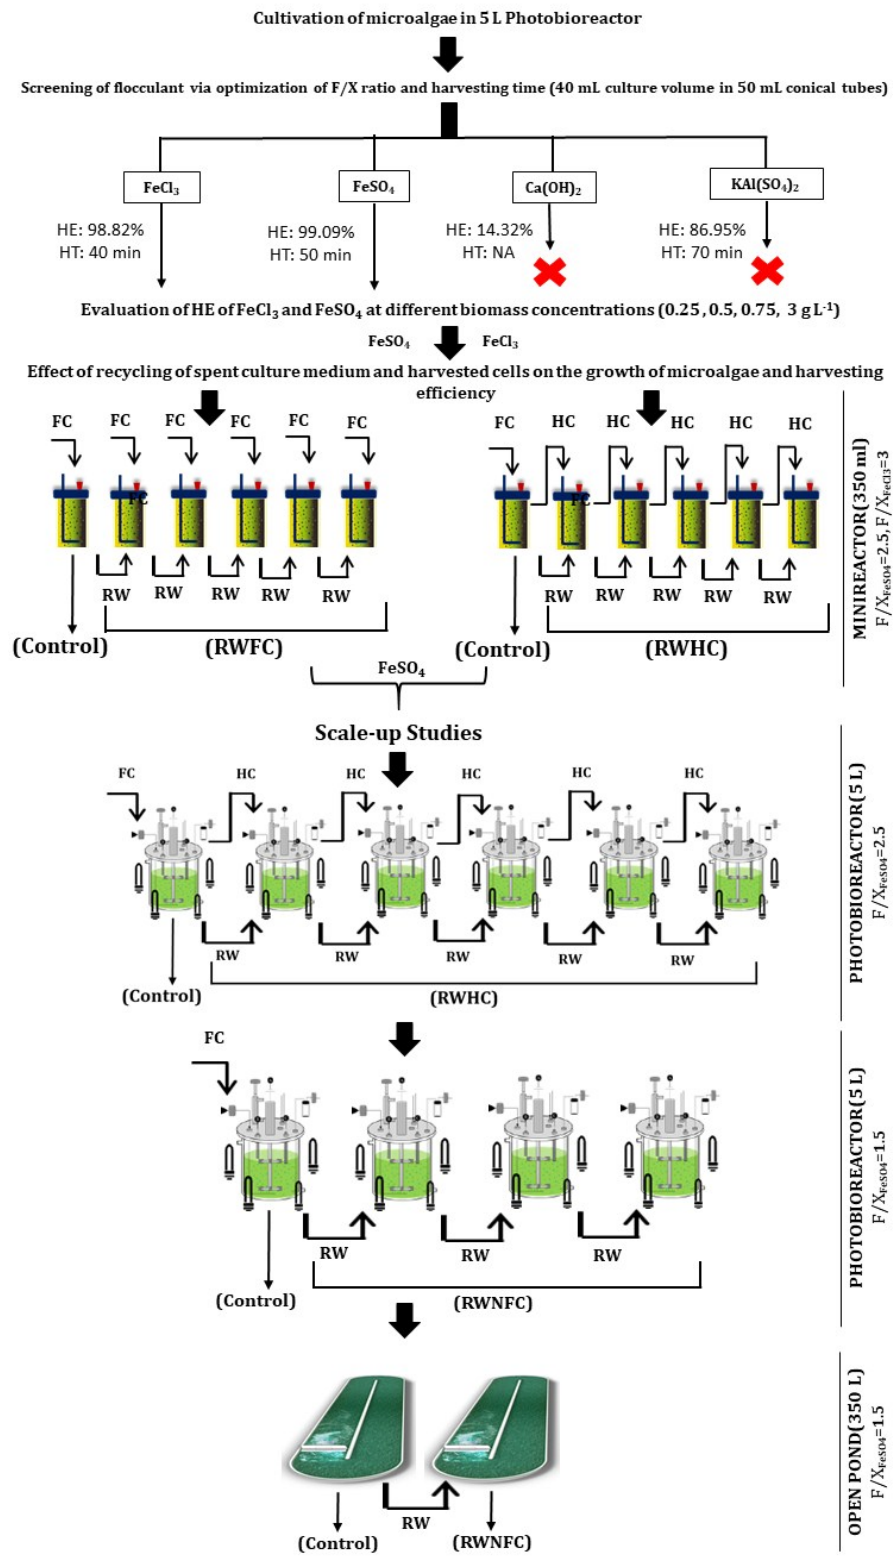 Cultivation of microalgae in 5 L Photobioreactor
Screening of flocculant via optimization of F/X ratio and harvesting time (40 mL culture volume in 50 mL conical tubes)
FeCl₃
FeSO₄
Ca(OH)₂
KAl(SO₄)₂
HE: 98.82%
HT: 40 min
HE: 99.09%
HT: 50 min
HE: 14.32%
HT: NA
HE: 86.95%
HT: 70 min
Evaluation of HE of FeCl₃ and FeSO₄ at different biomass concentrations (0.25, 0.5, 0.75, 3 g L⁻¹)
FeSO₄
FeCl₃
Effect of recycling of spent culture medium and harvested cells on the growth of microalgae and harvesting
efficiency
FC
FC
FC
FC
FC
FC
FC
HC
HC
HC
HC
HC
FC
FC
RW
RW
RW
RW
RW
RW
RW
RW
RW
RW
(Control)
(RWFC)
(Control)
(RWHC)
MINIREACTOR(350 ml)
F/X_FeSO4=2.5, F/X_FeCl3=3
FeSO₄
Scale-up Studies
FC
HC
HC
HC
HC
HC
RW
RW
RW
RW
RW
(Control)
(RWHC)
PHOTOBIOREACTOR(5 L)
F/X_FeSO4=2.5
FC
RW
RW
RW
(Control)
(RWNFC)
PHOTOBIOREACTOR(5 L)
F/X_FeSO4=1.5
RW
(Control)
(RWNFC)
OPEN POND(350 L)
F/X_FeSO4=1.5